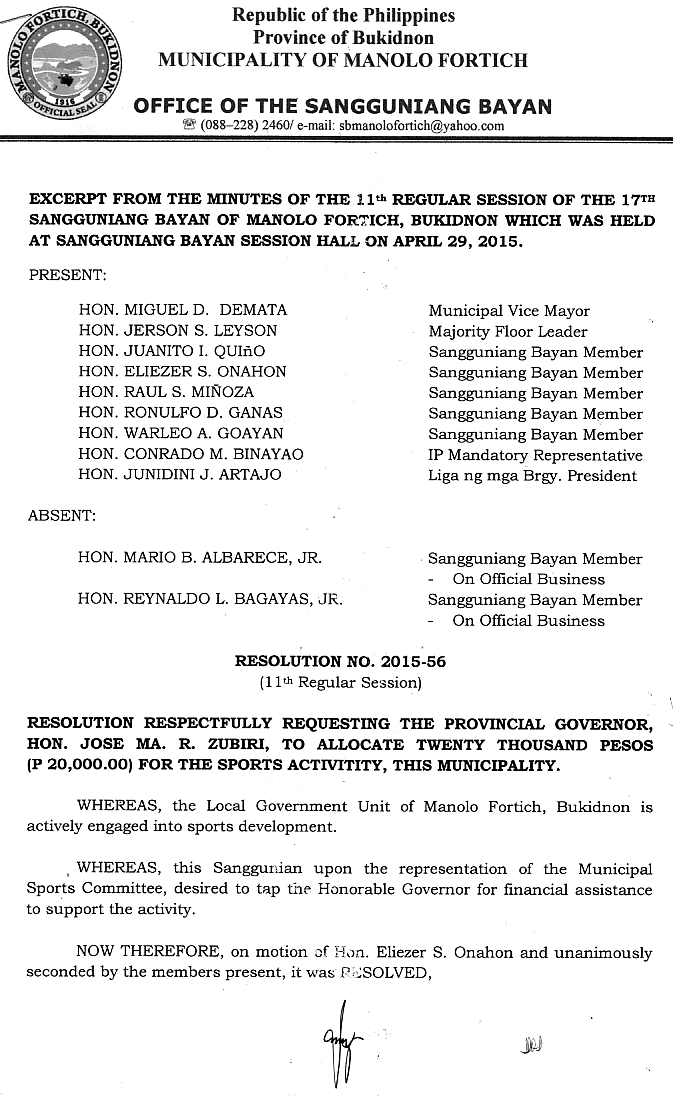 MANOLO FORTICH, BUKIDNON
1916
OFFICIAL SEAL
Republic of the Philippines
Province of Bukidnon
MUNICIPALITY OF MANOLO FORTICH
OFFICE OF THE SANGGUNIANG BAYAN
☏ (088–228) 2460/ e-mail: sbmanolofortich@yahoo.com
EXCERPT FROM THE MINUTES OF THE 11th REGULAR SESSION OF THE 17TH
SANGGUNIANG BAYAN OF MANOLO FORTICH, BUKIDNON WHICH WAS HELD
AT SANGGUNIANG BAYAN SESSION HALL ON APRIL 29, 2015.
PRESENT:
HON. MIGUEL D. DEMATA Municipal Vice Mayor
HON. JERSON S. LEYSON Majority Floor Leader
HON. JUANITO I. QUIñO Sangguniang Bayan Member
HON. ELIEZER S. ONAHON Sangguniang Bayan Member
HON. RAUL S. MIÑOZA Sangguniang Bayan Member
HON. RONULFO D. GANAS Sangguniang Bayan Member
HON. WARLEO A. GOAYAN Sangguniang Bayan Member
HON. CONRADO M. BINAYAO IP Mandatory Representative
HON. JUNIDINI J. ARTAJO Liga ng mga Brgy. President
ABSENT:
HON. MARIO B. ALBARECE, JR. Sangguniang Bayan Member
- On Official Business
HON. REYNALDO L. BAGAYAS, JR. Sangguniang Bayan Member
- On Official Business
RESOLUTION NO. 2015-56
(11th Regular Session)
RESOLUTION RESPECTFULLY REQUESTING THE PROVINCIAL GOVERNOR,
HON. JOSE MA. R. ZUBIRI, TO ALLOCATE TWENTY THOUSAND PESOS
(P 20,000.00) FOR THE SPORTS ACTIVITITY, THIS MUNICIPALITY.
WHEREAS, the Local Government Unit of Manolo Fortich, Bukidnon is
actively engaged into sports development.
WHEREAS, this Sanggunian upon the representation of the Municipal
Sports Committee, desired to tap the Honorable Governor for financial assistance
to support the activity.
NOW THEREFORE, on motion of Hon. Eliezer S. Onahon and unanimously
seconded by the members present, it was RESOLVED,